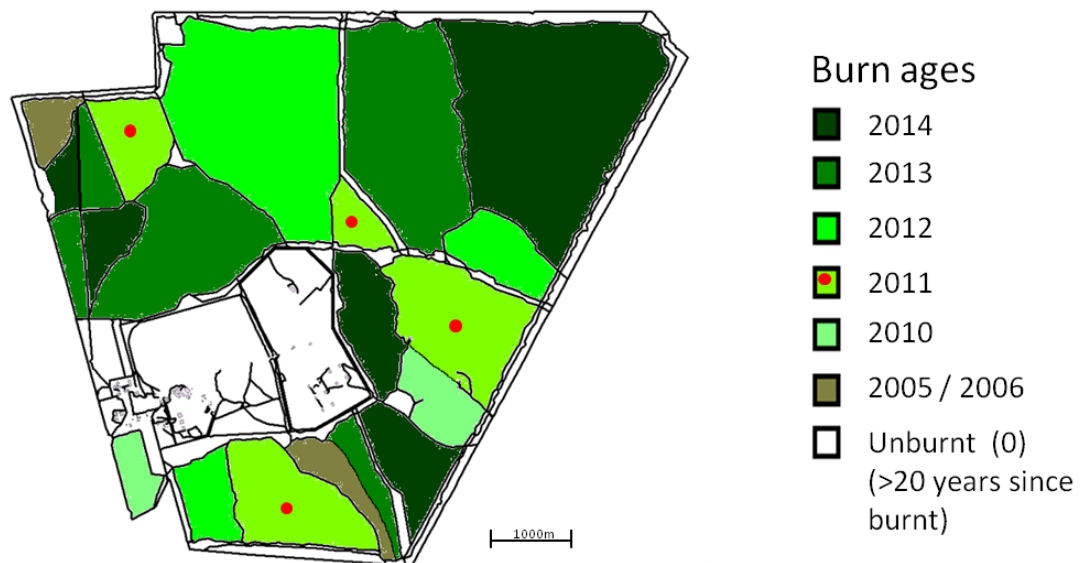 Burn ages
2014
2013
2012
2011
2010
2005 / 2006
Unburnt (0)
(>20 years since
burnt)
1000m